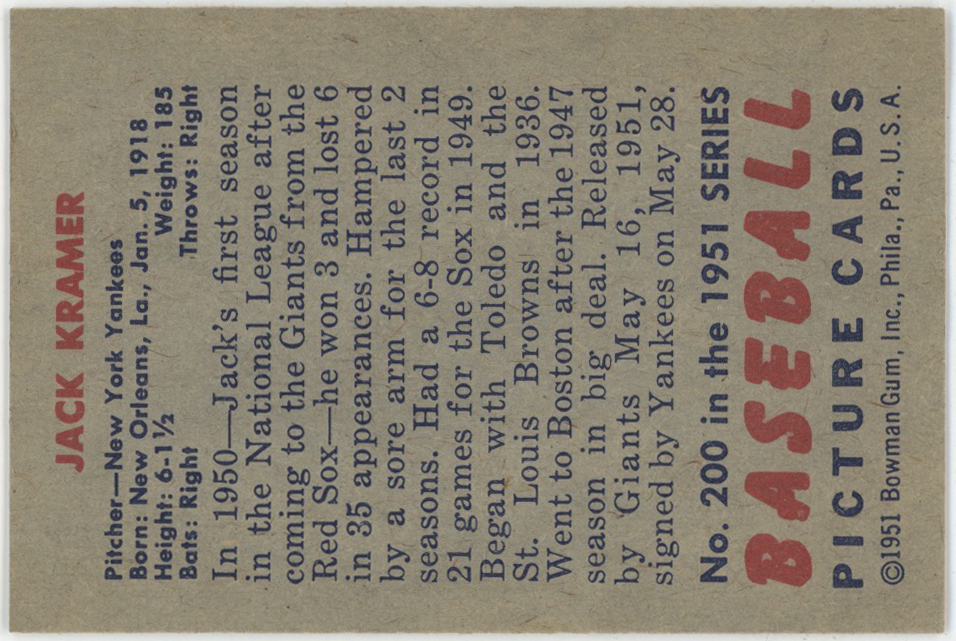 JACK KRAMER
Pitcher—New York Yankees
Born: New Orleans, La., Jan. 5, 1918
Height: 6-1½ Weight: 185
Bats: Right Throws: Right
In 1950—Jack's first season
in the National League after
coming to the Giants from the
Red Sox—he won 3 and lost 6
in 35 appearances. Hampered
by a sore arm for the last 2
seasons. Had a 6-8 record in
21 games for the Sox in 1949.
Began with Toledo and the
St. Louis Browns in 1936.
Went to Boston after the 1947
season in big deal. Released
by Giants May 16, 1951,
signed by Yankes on May 28.
No. 200 in the 1951 SERIES
BASEBALL
PICTURE CARDS
©1951 Bowman Gum, Inc., Phila., Pa., U.S.A.